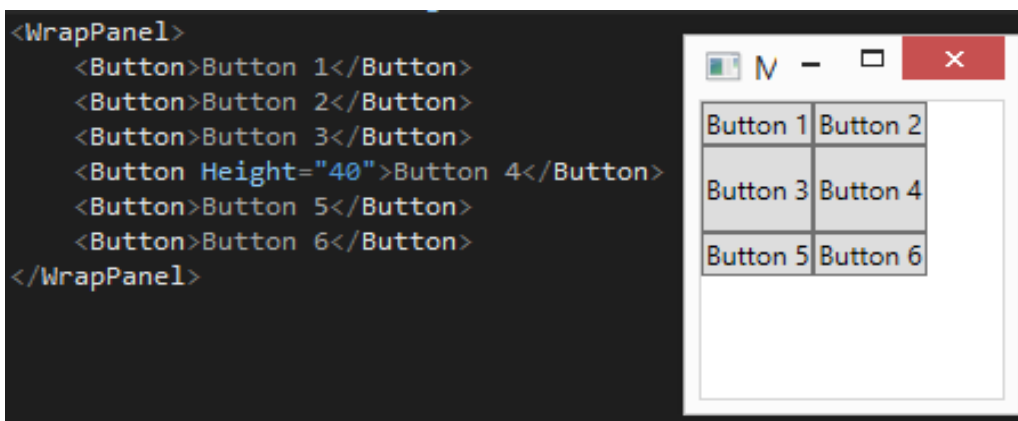 <WrapPanel>
    <Button>Button 1</Button>
    <Button>Button 2</Button>
    <Button>Button 3</Button>
    <Button Height="40">Button 4</Button>
    <Button>Button 5</Button>
    <Button>Button 6</Button>
</WrapPanel>
M
Button 1 Button 2
Button 3 Button 4
Button 5 Button 6